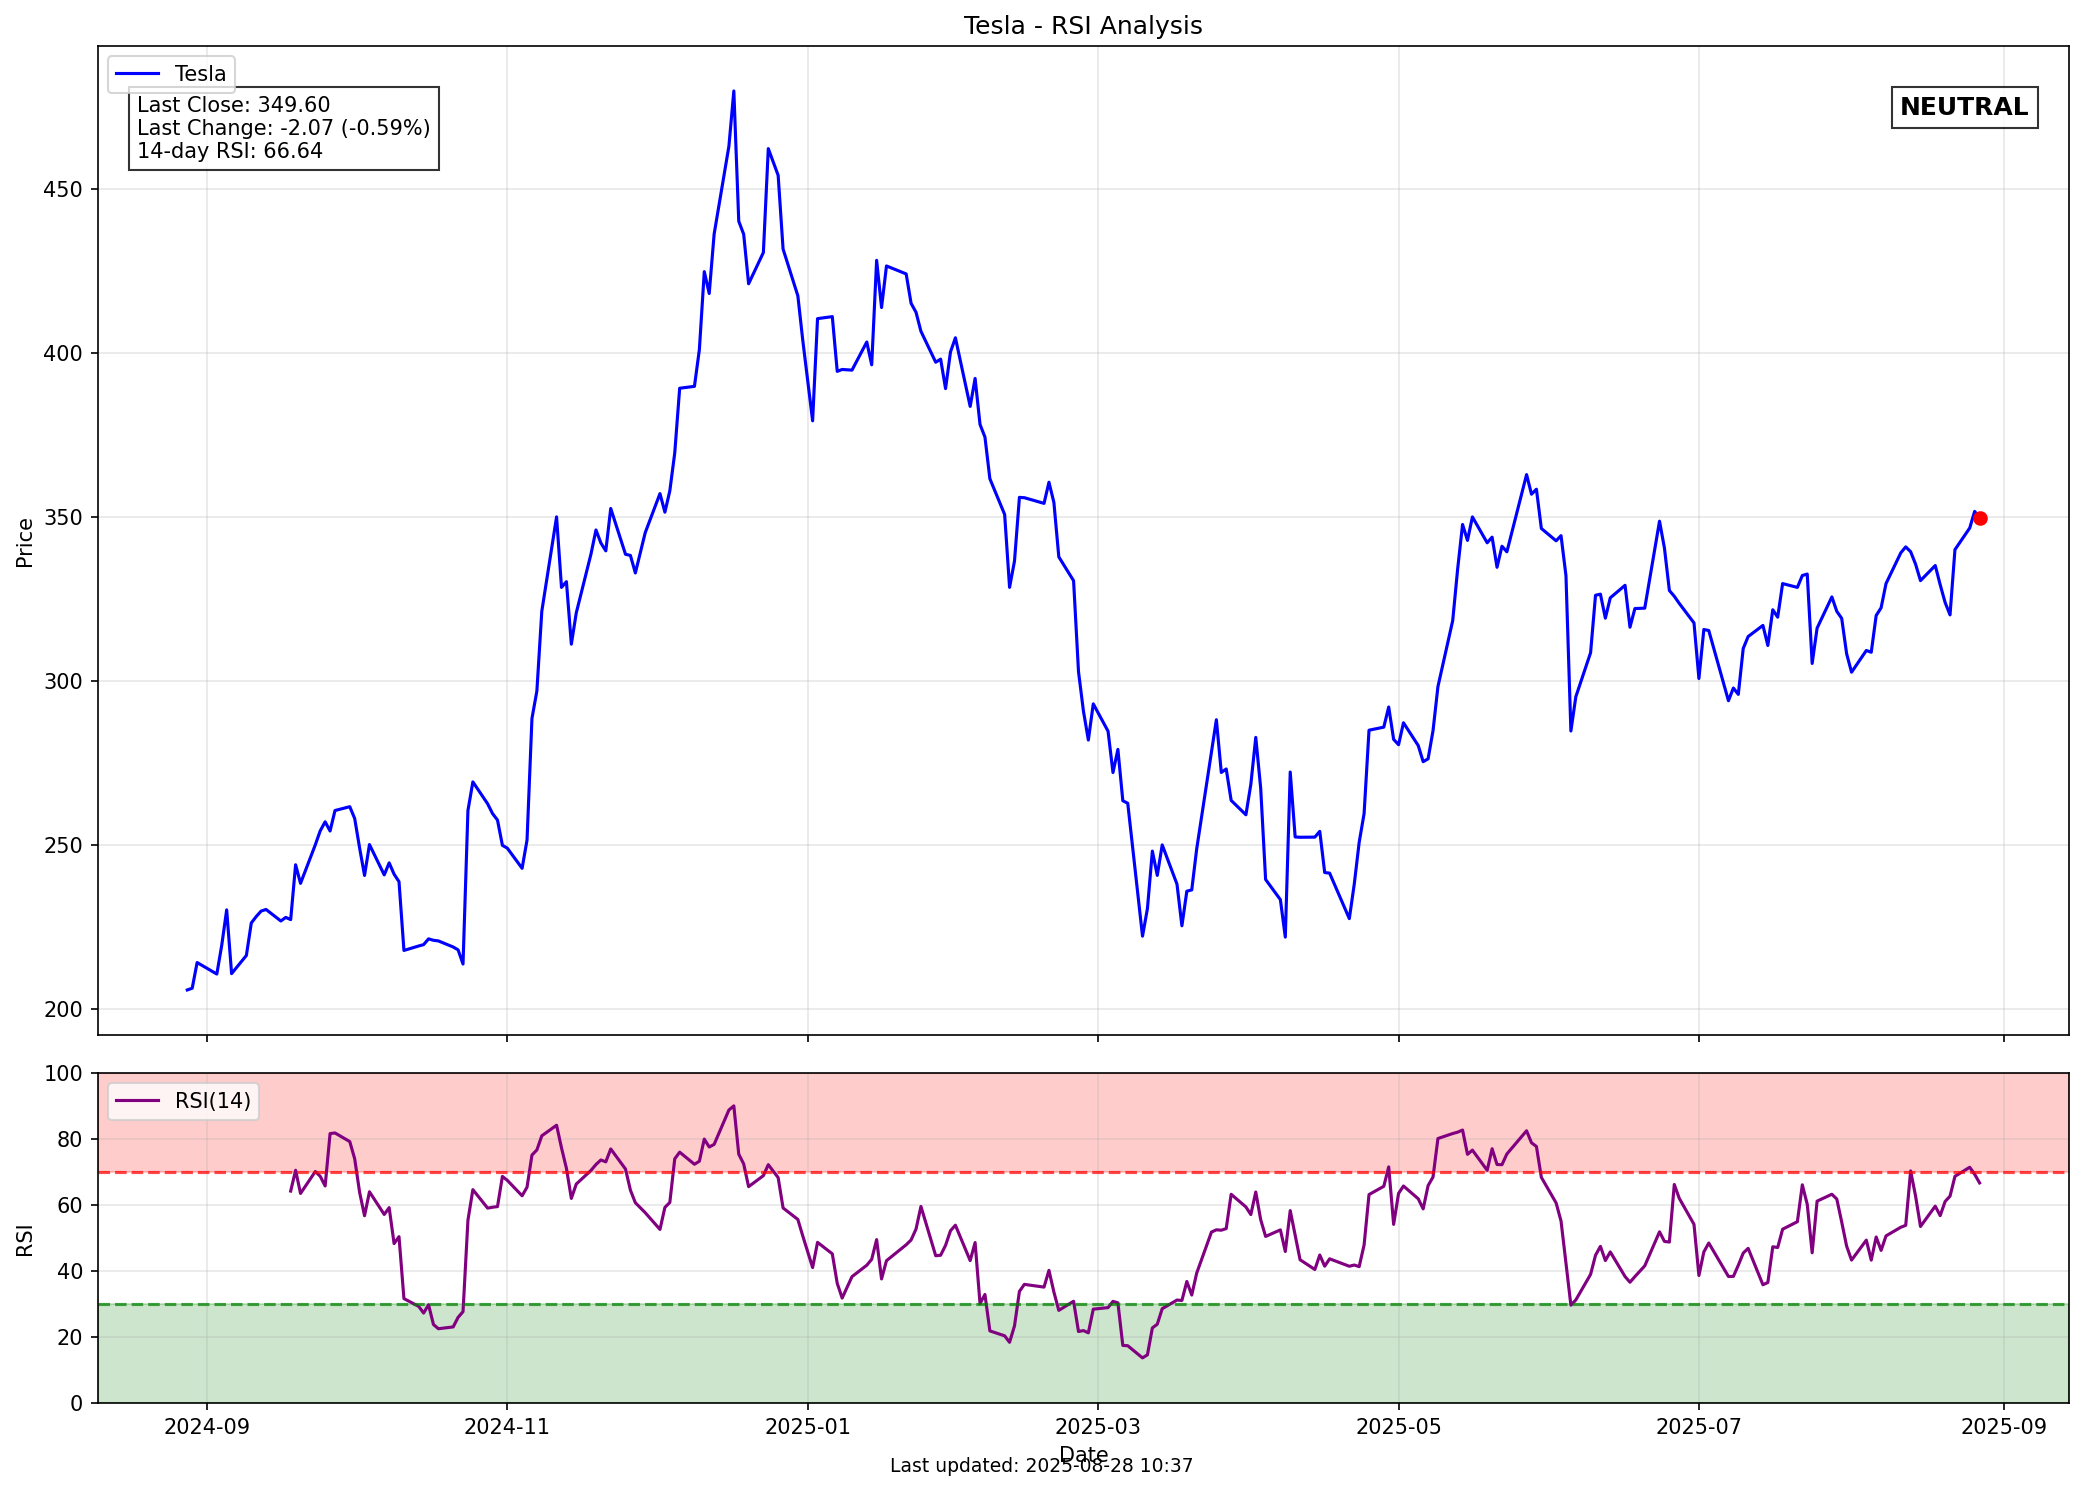 Tesla - RSI Analysis
Tesla
Last Close: 349.60
Last Change: -2.07 (-0.59%)
14-day RSI: 66.64
NEUTRAL
Price
450
400
350
300
250
200
RSI(14)
RSI
100
80
60
40
20
0
2024-09 2024-11 2025-01 2025-03 2025-05 2025-07 2025-09
Date
Last updated: 2025-08-28 10:37